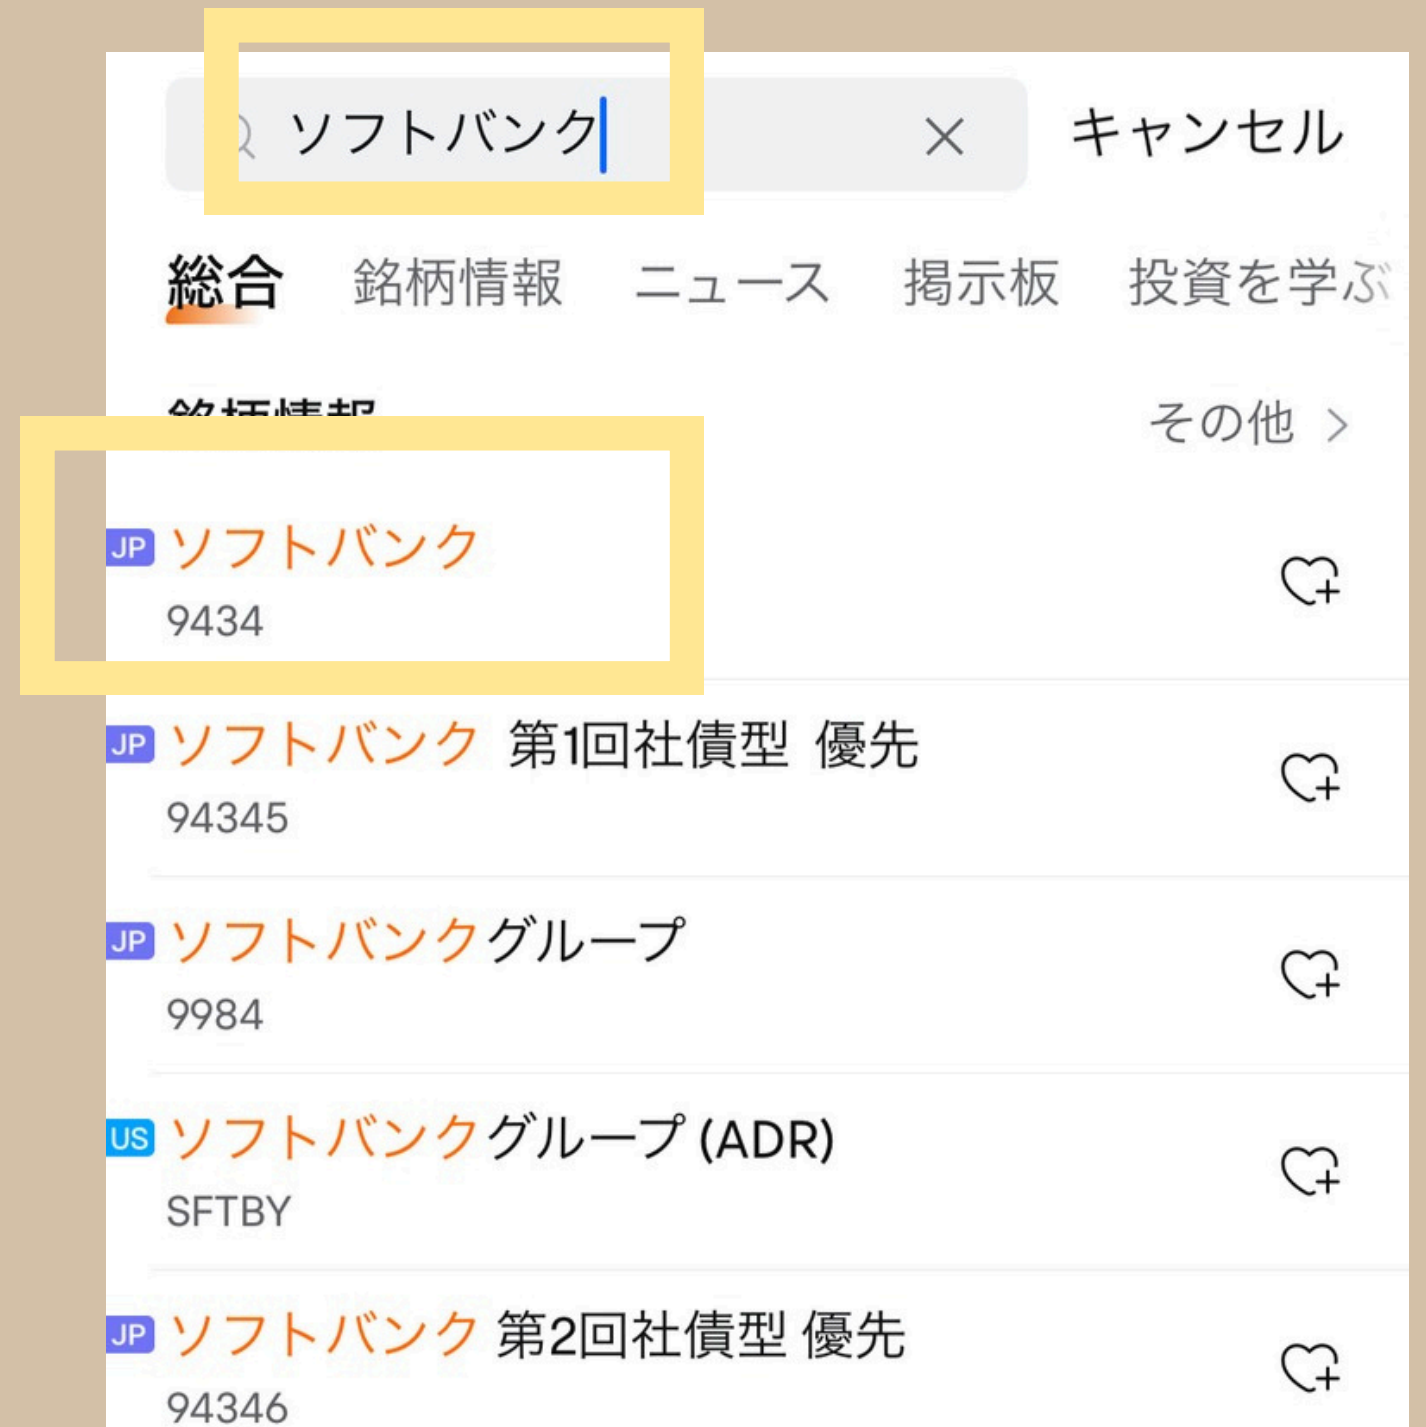 ソフトバンク キャンセル
総合 銘柄情報 ニュース 掲示板 投資を学ぶ
銘柄情報 その他 >
JP ソフトバンク
9434
JP ソフトバンク 第1回社債型 優先
94345
JP ソフトバンクグループ
9984
US ソフトバンクグループ (ADR)
SFTBY
JP ソフトバンク 第2回社債型 優先
94346